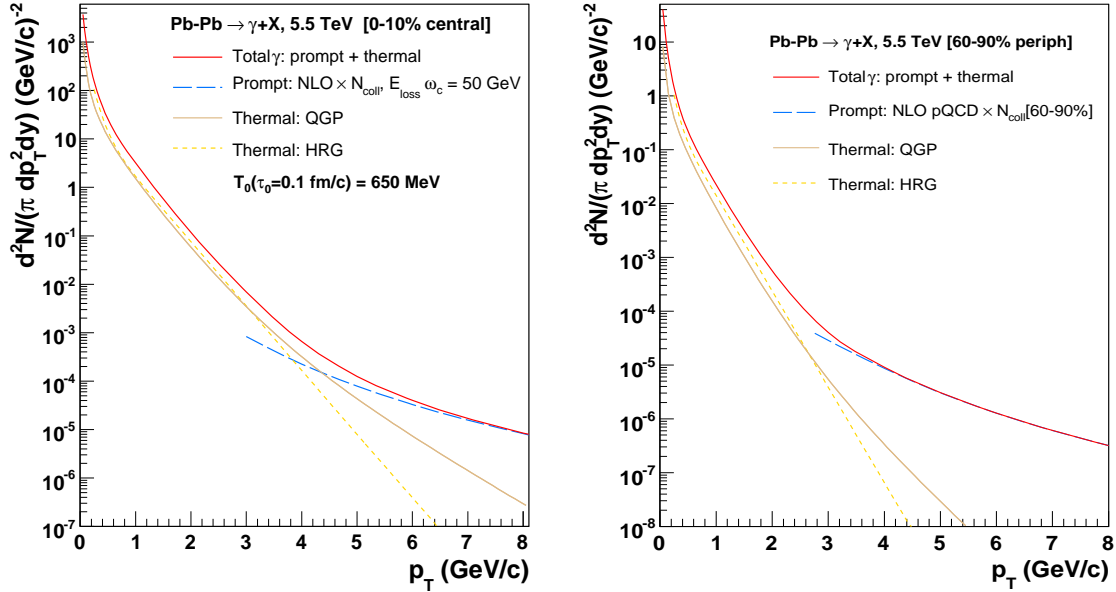 d²N/(π dp_T²dy) (GeV/c)⁻²
10³
10²
10
1
10⁻¹
10⁻²
10⁻³
10⁻⁴
10⁻⁵
10⁻⁶
10⁻⁷
Pb-Pb → γ+X, 5.5 TeV [0-10% central]
Total γ: prompt + thermal
Prompt: NLO × N_coll, E_loss ω_c = 50 GeV
Thermal: QGP
Thermal: HRG
T₀(τ₀=0.1 fm/c) = 650 MeV
0 1 2 3 4 5 6 7 8
p_T (GeV/c)
d²N/(π dp_T²dy) (GeV/c)⁻²
10
1
10⁻¹
10⁻²
10⁻³
10⁻⁴
10⁻⁵
10⁻⁶
10⁻⁷
10⁻⁸
Pb-Pb → γ+X, 5.5 TeV [60-90% periph]
Total γ: prompt + thermal
Prompt: NLO pQCD × N_coll[60-90%]
Thermal: QGP
Thermal: HRG
0 1 2 3 4 5 6 7 8
p_T (GeV/c)